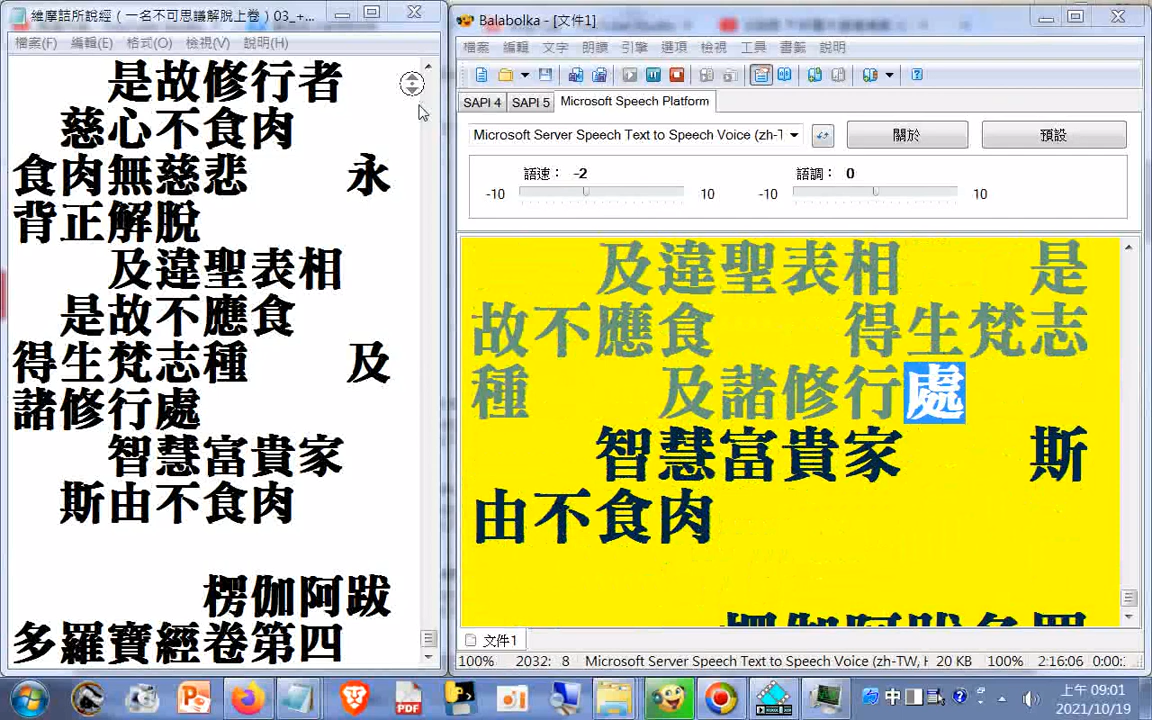 維摩詰所說經（一名不可思議解脫上卷）03_+...
檔案(F) 編輯(E) 格式(O) 檢視(V) 說明(H)
是故修行者
慈心不食肉
食肉無慈悲 永
背正解脫
及違聖表相
是故不應食
得生梵志種 及
諸修行處
智慧富貴家
斯由不食肉
楞伽阿跋
多羅寶經卷第四
Balabolka - [文件1]
檔案 編輯 文字 朗讀 引擎 選項 檢視 工具 書籤 說明
SAPI 4 SAPI 5 Microsoft Speech Platform
Microsoft Server Speech Text to Speech Voice (zh-T
關於 預設
語速： -2 語調： 0
-10 10 -10 10
及違聖表相 是
故不應食 得生梵志
種 及諸修行處
智慧富貴家 斯
由不食肉
楞伽阿跋多羅
文件1
100% 2032: 8 Microsoft Server Speech Text to Speech Voice (zh-TW, H 20 KB 100% 2:16:06 0:00:
中
上午 09:01
2021/10/19